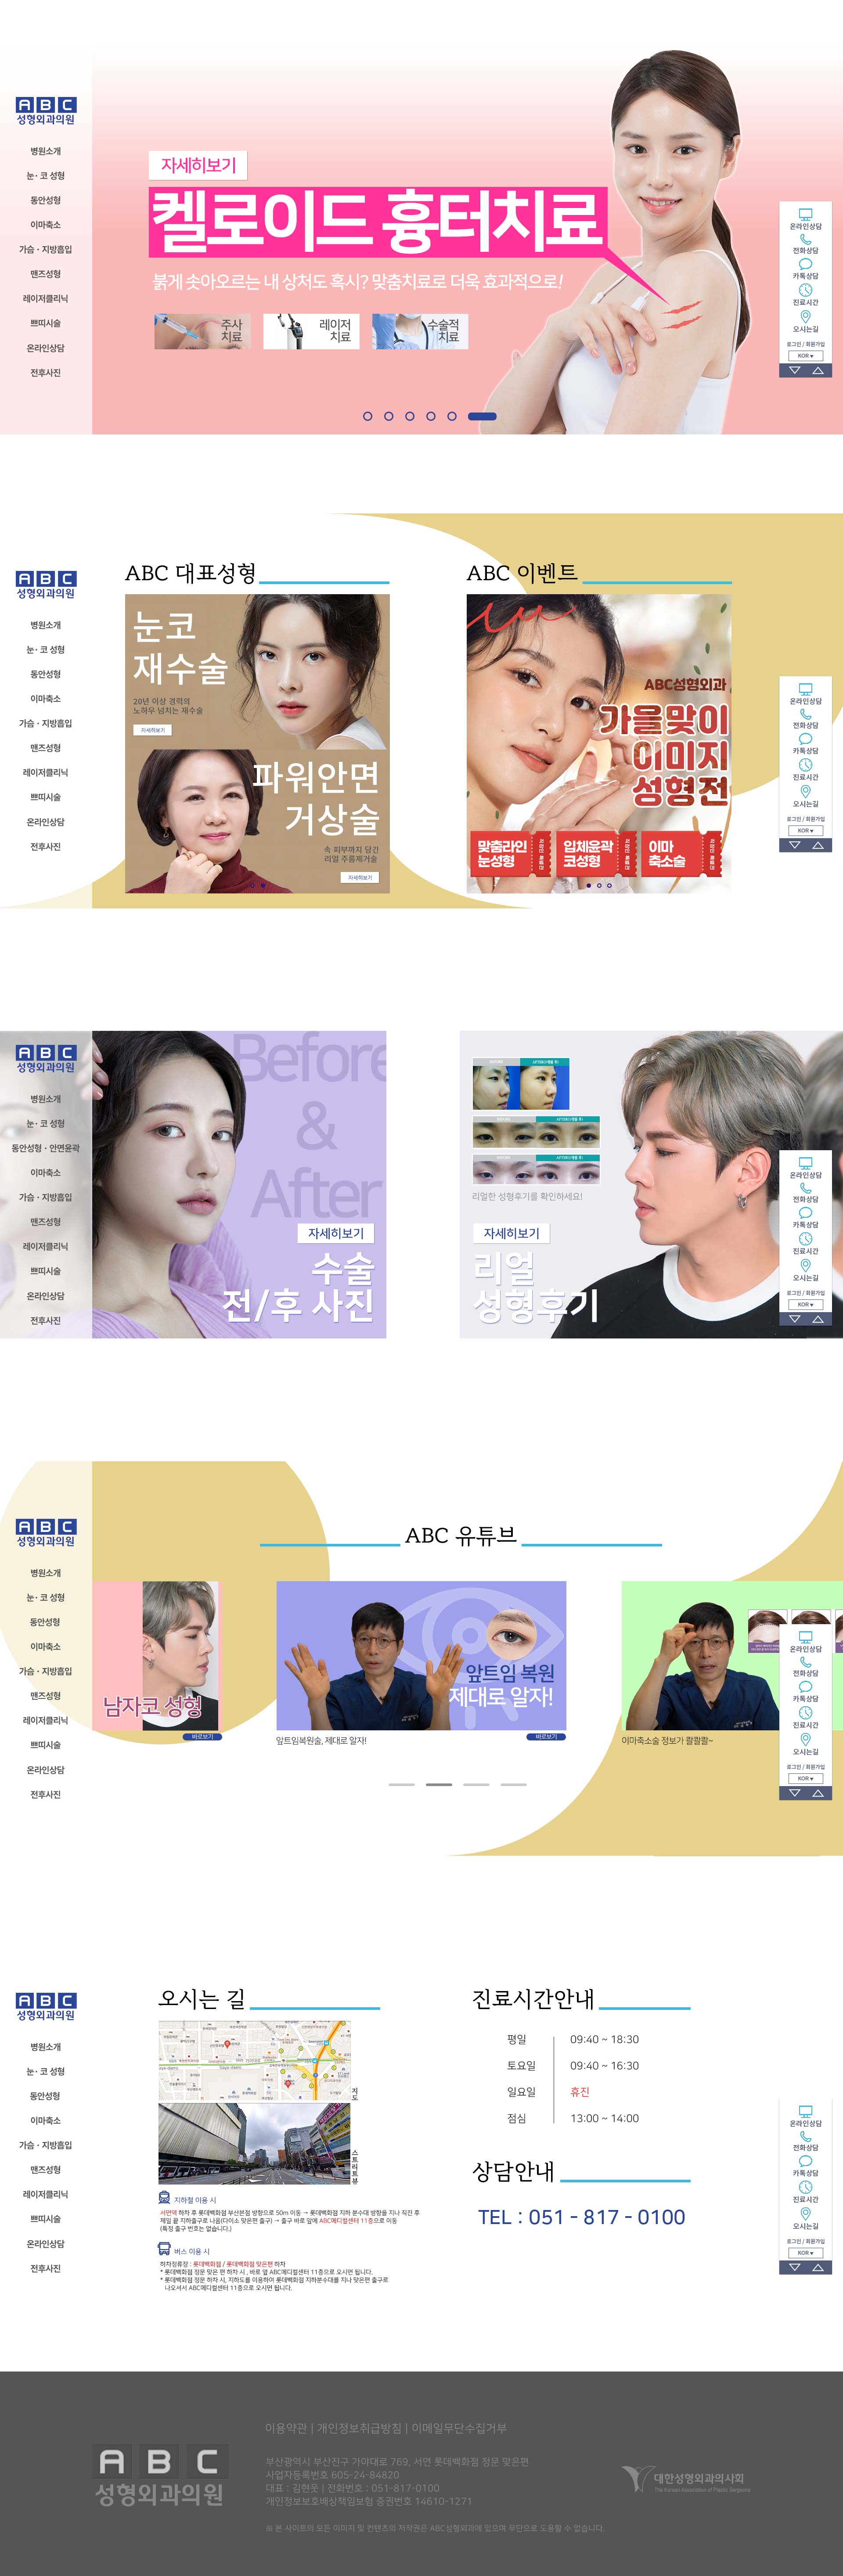 ABC
성형외과의원
병원소개
눈· 코 성형
동안성형
이마축소
가슴 · 지방흡입
맨즈성형
레이저클리닉
쁘띠시술
온라인상담
전후사진
자세히보기
켈로이드 흉터치료
붉게 솟아오르는 내 상처도 혹시? 맞춤치료로 더욱 효과적으로!
주사
치료
레이저
치료
수술적
치료
온라인상담
전화상담
카톡상담
진료시간
오시는길
로그인 / 회원가입
KOR
ABC
성형외과의원
병원소개
눈· 코 성형
동안성형
이마축소
가슴 · 지방흡입
맨즈성형
레이저클리닉
쁘띠시술
온라인상담
전후사진
ABC 대표성형
눈코
재수술
20년 이상 경력의
노하우 넘치는 재수술
자세히보기
파워안면
거상술
속 피부까지 담긴
리얼 주름제거술
자세히보기
ABC 이벤트
ABC성형외과
가을맞이
이미지
성형전
맞춤라인
눈성형
입체윤곽
코성형
이마
축소술
온라인상담
전화상담
카톡상담
진료시간
오시는길
로그인 / 회원가입
KOR
ABC
성형외과의원
병원소개
눈· 코 성형
동안성형 · 안면윤곽
이마축소
가슴 · 지방흡입
맨즈성형
레이저클리닉
쁘띠시술
온라인상담
전후사진
Before
&
After
자세히보기
수술
전/후 사진
리얼한 성형후기를 확인하세요!
자세히보기
리얼
성형후기
온라인상담
전화상담
카톡상담
진료시간
오시는길
로그인 / 회원가입
KOR
ABC
성형외과의원
병원소개
눈· 코 성형
동안성형
이마축소
가슴 · 지방흡입
맨즈성형
레이저클리닉
쁘띠시술
온라인상담
전후사진
ABC 유튜브
남자코 성형
바로보기
앞트임 복원
제대로 알자!
앞트임복원술, 제대로 알자!
바로보기
이마축소술 정보가 콸콸콸~
온라인상담
전화상담
카톡상담
진료시간
오시는길
로그인 / 회원가입
KOR
ABC
성형외과의원
병원소개
눈· 코 성형
동안성형
이마축소
가슴 · 지방흡입
맨즈성형
레이저클리닉
쁘띠시술
온라인상담
전후사진
오시는 길
지도
스트리트뷰
지하철 이용 시
서면역 하차 후 롯데백화점 부산본점 방향으로 50m 이동 → 롯데백화점 지하 분수대 방향을 지나 직진 후
제일 끝 지하출구로 나옴(다이소 맞은편 출구) → 출구 바로 앞에 ABC메디컬센터 11층으로 이동
(특정 출구 번호는 없습니다.)
버스 이용 시
하차정류장 : 롯데백화점 / 롯데백화점 맞은편 하차
* 롯데백화점 정문 맞은 편 하차 시 , 바로 옆 ABC메디컬센터 11층으로 오시면 됩니다.
* 롯데백화점 정문 하차 시, 지하도를 이용하여 롯데백화점 지하분수대를 지나 맞은편 출구로
나오셔서 ABC메디컬센터 11층으로 오시면 됩니다.
진료시간안내
평일 09:40 ~ 18:30
토요일 09:40 ~ 16:30
일요일 휴진
점심 13:00 ~ 14:00
상담안내
TEL : 051 - 817 - 0100
온라인상담
전화상담
카톡상담
진료시간
오시는길
로그인 / 회원가입
KOR
ABC
성형외과의원
이용약관 | 개인정보취급방침 | 이메일무단수집거부
부산광역시 부산진구 가야대로 769, 서면 롯데백화점 정문 맞은편
사업자등록번호 605-24-84820
대표 : 김현옷 | 전화번호 : 051-817-0100
개인정보보호배상책임보험 증권번호 14610-1271
※ 본 사이트의 모든 이미지 및 컨텐츠의 저작권은 ABC성형외과에 있으며 무단으로 도용할 수 없습니다.
대한성형외과의사회
The Korean Association of Plastic Surgeons